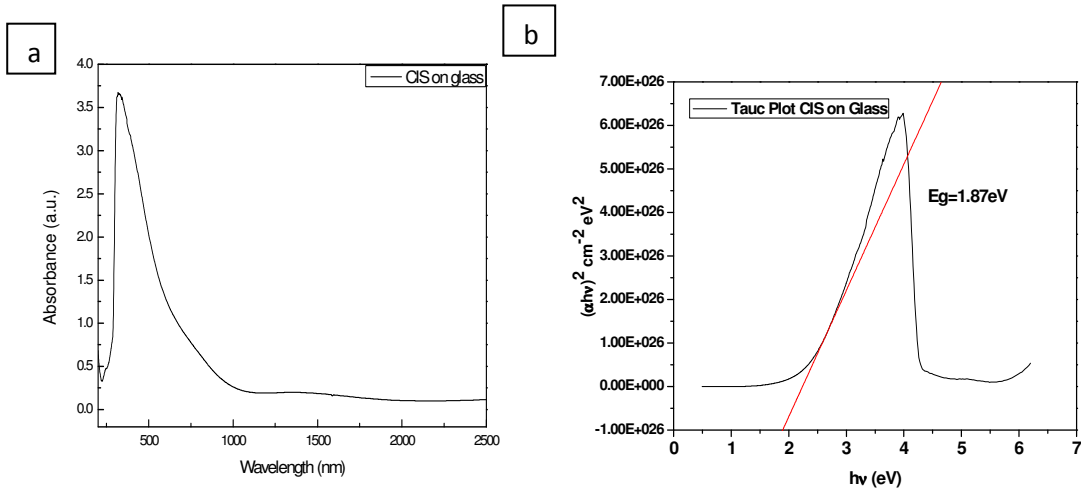 a
CIS on glass
4.0
3.5
3.0
2.5
2.0
1.5
1.0
0.5
0.0
Absorbance (a.u.)
500
1000
1500
2000
2500
Wavelength (nm)
b
Tauc Plot CIS on Glass
Eg=1.87eV
7.00E+026
6.00E+026
5.00E+026
4.00E+026
3.00E+026
2.00E+026
1.00E+026
0.00E+000
-1.00E+026
(αhν)² cm⁻² eV²
0
1
2
3
4
5
6
7
hν (eV)